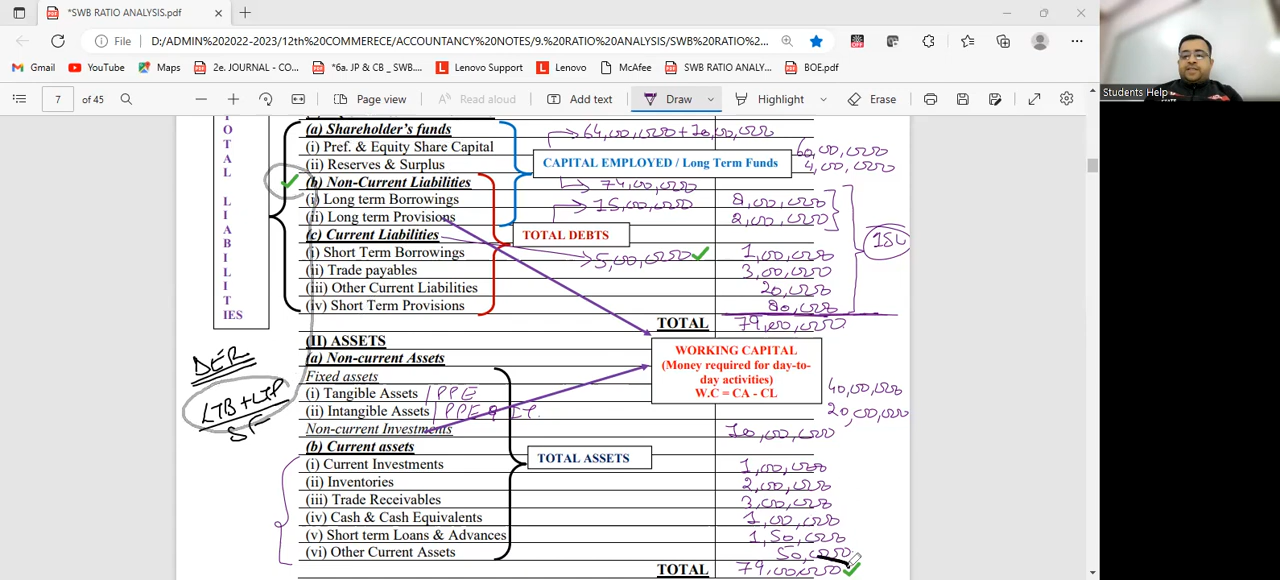 *SWB RATIO ANALYSIS.pdf
File D:/ADMIN%202022-2023/12th%20COMMERECE/ACCOUNTANCY%20NOTES/9.%20RATIO%20ANALYSIS/SWB%20RATIO%...
Gmail YouTube Maps 2e. JOURNAL - CO... *6a. JP & CB _ SWB.... Lenovo Support Lenovo McAfee SWB RATIO ANALY... BOE.pdf
7 of 45 Page view Read aloud Add text Draw Highlight Erase
Students Help
TOTAL LIABILITIES
(a) Shareholder's funds 64,00,000+10,00,000
(i) Pref. & Equity Share Capital 60,00,000
CAPITAL EMPLOYED / Long Term Funds
(ii) Reserves & Surplus 4,00,000
(b) Non-Current Liabilities 74,00,000
(i) Long term Borrowings 15,00,000 8,00,000
(ii) Long term Provisions 2,00,000
(c) Current Liabilities TOTAL DEBTS 15L
(i) Short Term Borrowings 5,00,000 1,00,000
(ii) Trade payables 3,00,000
(iii) Other Current Liabilities 20,000
(iv) Short Term Provisions 80,000
TOTAL 79,00,000
(II) ASSETS
(a) Non-current Assets
WORKING CAPITAL
(Money required for day-to-
day activities)
W.C = CA - CL
DER
LTB + LTP
SF
Fixed assets
(i) Tangible Assets / PPE 40,00,000
(ii) Intangible Assets / PPE & IA 20,00,000
Non-current Investments 10,00,000
(b) Current assets
TOTAL ASSETS
(i) Current Investments 1,00,000
(ii) Inventories 2,00,000
(iii) Trade Receivables 3,00,000
(iv) Cash & Cash Equivalents 1,00,000
(v) Short term Loans & Advances 1,50,000
(vi) Other Current Assets 50,000
TOTAL 79,00,000